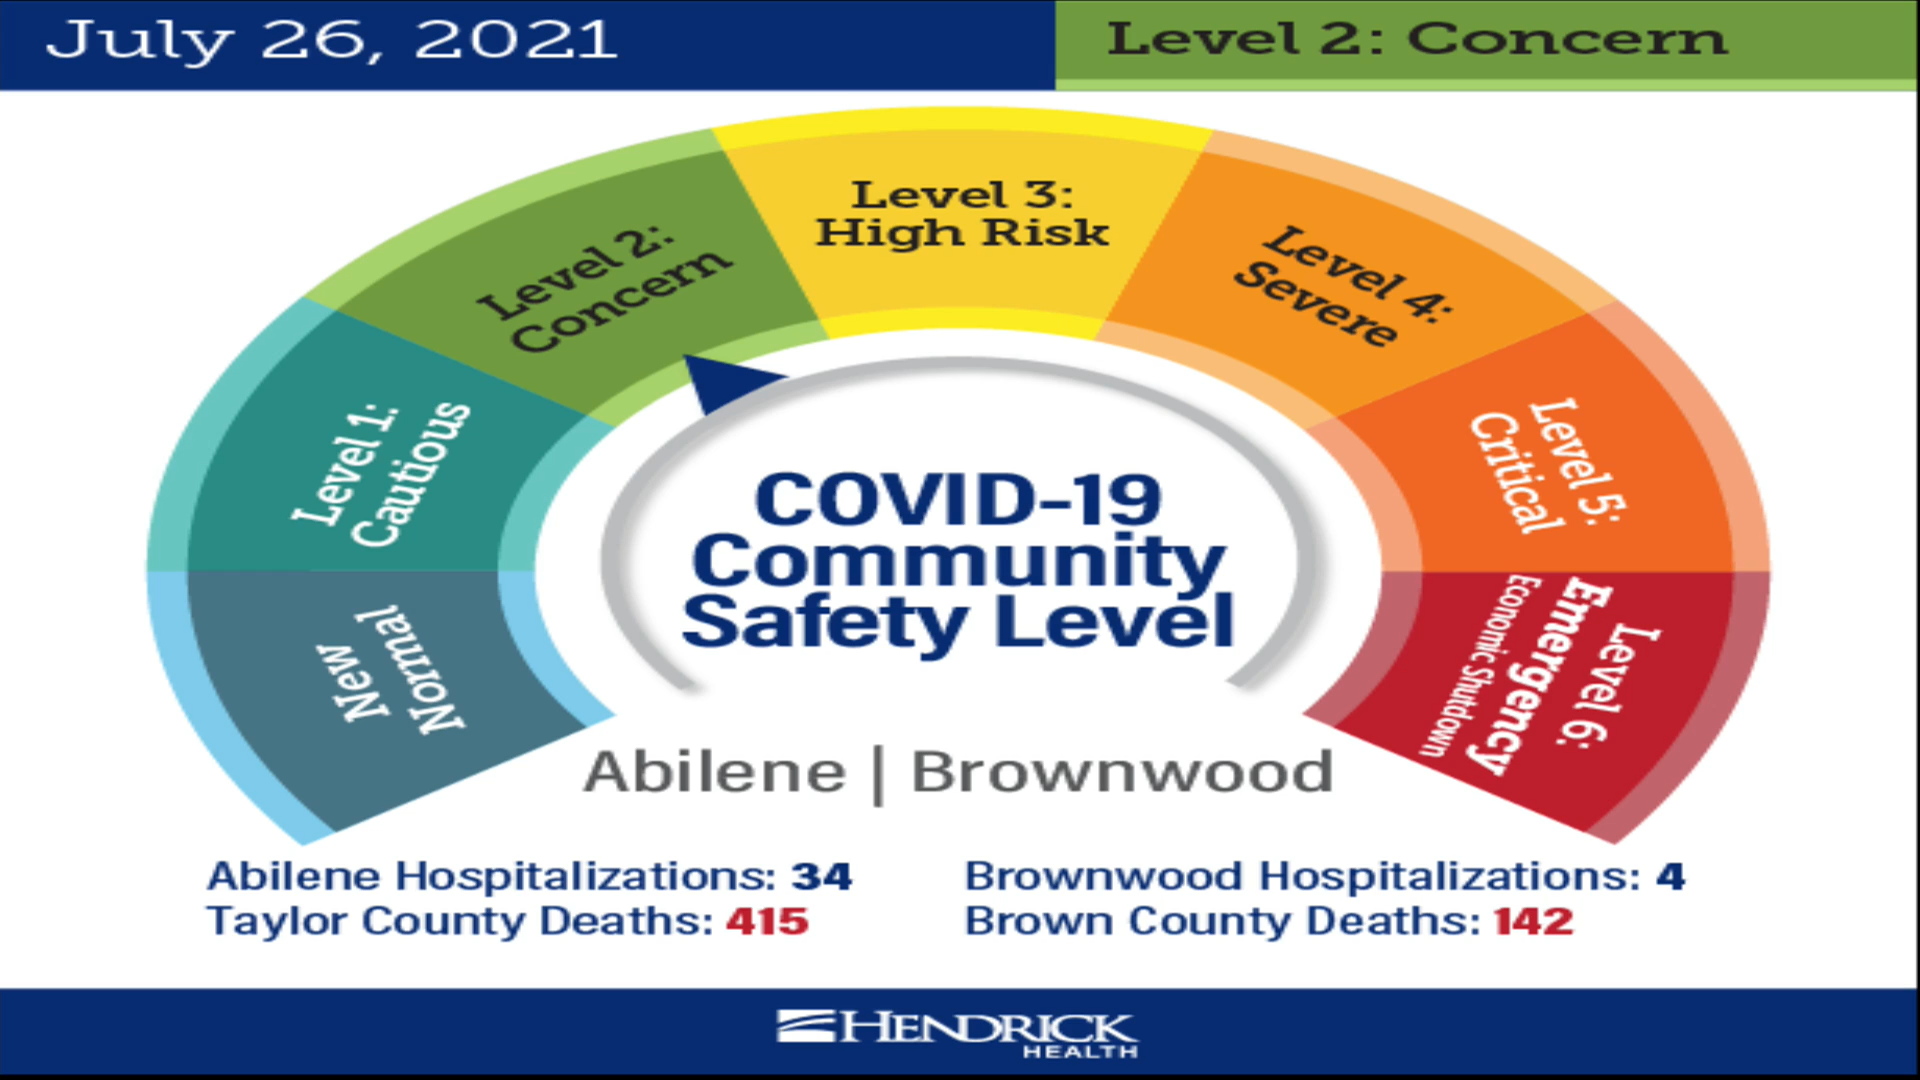 July 26, 2021
Level 2: Concern
Level 3:
High Risk
Level 2:
Concern
Level 4:
Severe
Level 1:
Cautious
Level 5:
Critical
New
Normal
Level 6:
Emergency
Economic Shutdown
COVID-19
Community
Safety Level
Abilene | Brownwood
Abilene Hospitalizations: 34
Taylor County Deaths: 415
Brownwood Hospitalizations: 4
Brown County Deaths: 142
HENDRICK
HEALTH